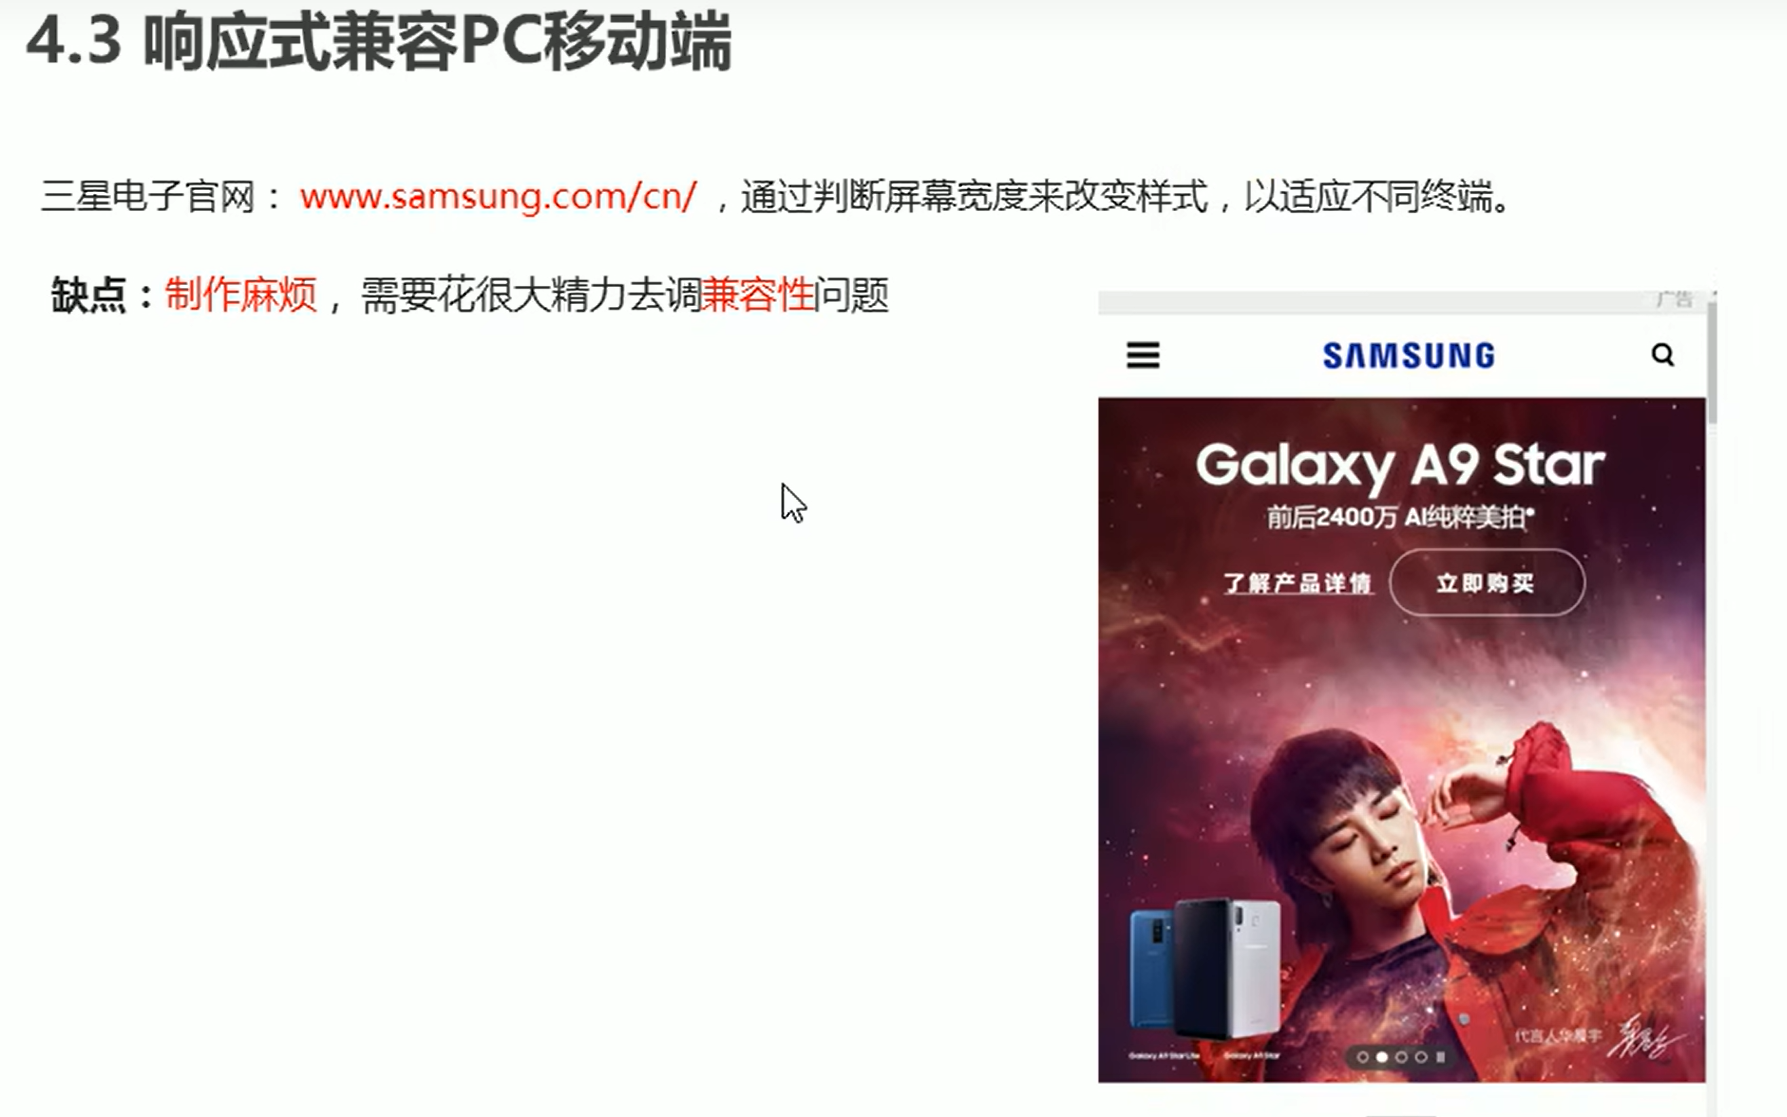 4.3 响应式兼容PC移动端
三星电子官网： www.samsung.com/cn/ ，通过判断屏幕宽度来改变样式，以适应不同终端。
缺点：制作麻烦， 需要花很大精力去调兼容性问题
广告
SAMSUNG
Galaxy A9 Star
前后2400万 AI纯粹美拍
了解产品详情 立即购买
代言人华晨宇
Galaxy A9 Star Lite Galaxy A9 Star